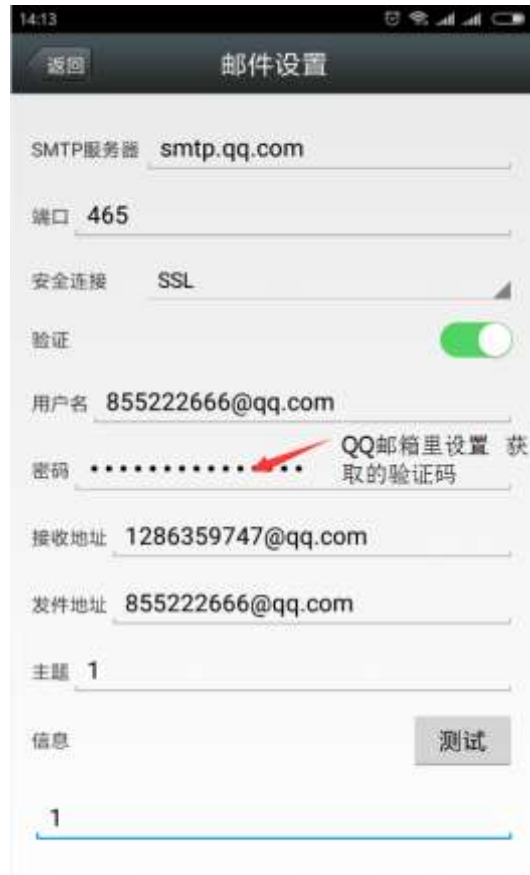 14:13
返回 邮件设置
SMTP服务器 smtp.qq.com
端口 465
安全连接 SSL
验证
用户名 855222666@qq.com
QQ邮箱里设置 获
密码 ••••••••••••••••
取的验证码
接收地址 1286359747@qq.com
发件地址 855222666@qq.com
主题 1
信息 测试
1